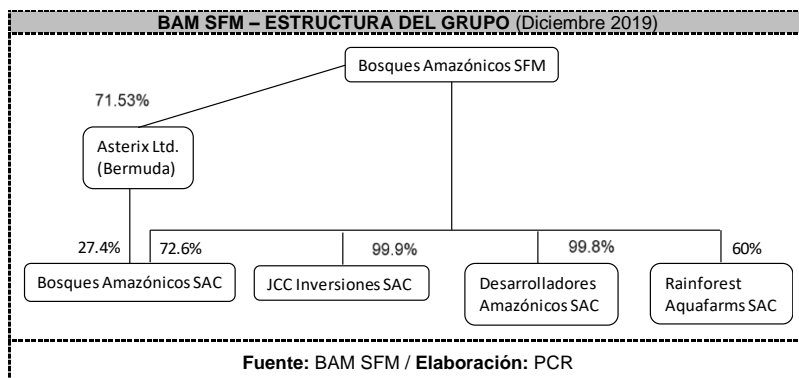 BAM SFM – ESTRUCTURA DEL GRUPO (Diciembre 2019)
Bosques Amazónicos SFM
71.53%
Asterix Ltd.
(Bermuda)
27.4%
72.6%
99.9%
99.8%
60%
Bosques Amazónicos SAC
JCC Inversiones SAC
Desarrolladores
Amazónicos SAC
Rainforest
Aquafarms SAC
Fuente: BAM SFM / Elaboración: PCR